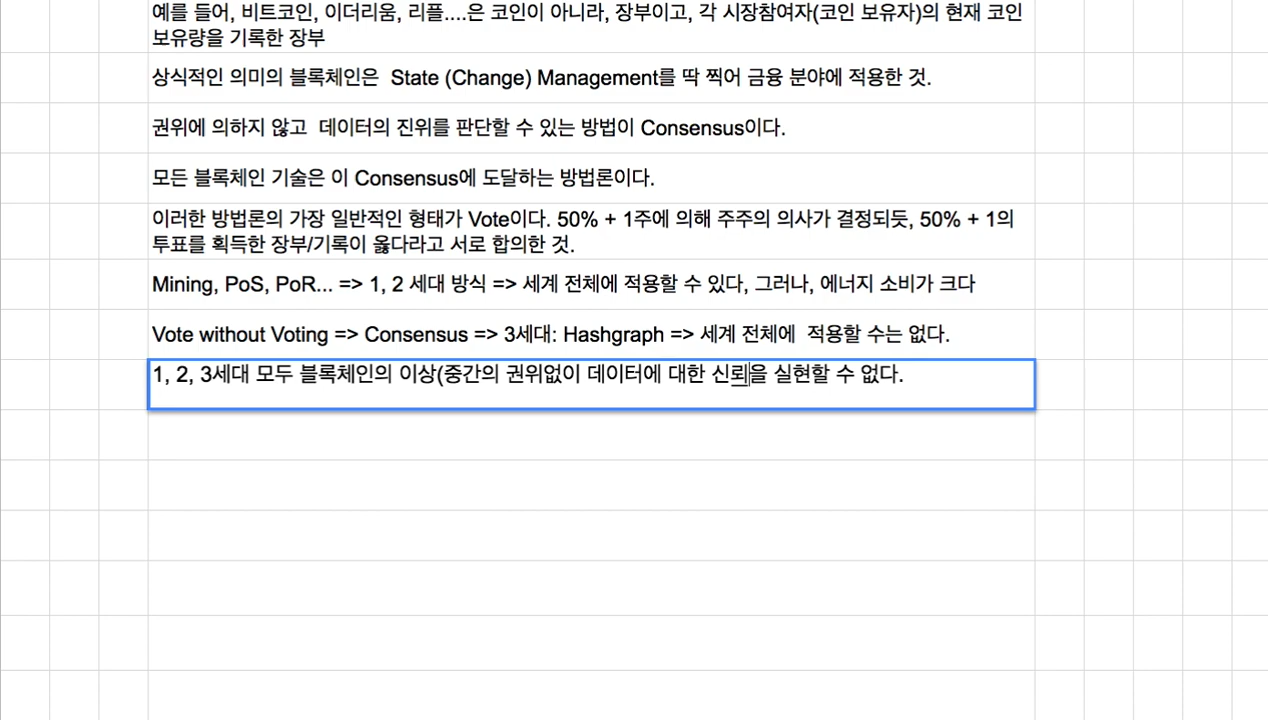 예를 들어, 비트코인, 이더리움, 리플....은 코인이 아니라, 장부이고, 각 시장참여자(코인 보유자)의 현재 코인
보유량을 기록한 장부
상식적인 의미의 블록체인은  State (Change) Management를 딱 찍어 금융 분야에 적용한 것.
권위에 의하지 않고  데이터의 진위를 판단할 수 있는 방법이 Consensus이다.
모든 블록체인 기술은 이 Consensus에 도달하는 방법론이다.
이러한 방법론의 가장 일반적인 형태가 Vote이다. 50% + 1주에 의해 주주의 의사가 결정되듯, 50% + 1의
투표를 획득한 장부/기록이 옳다라고 서로 합의한 것.
Mining, PoS, PoR... => 1, 2 세대 방식 => 세계 전체에 적용할 수 있다, 그러나, 에너지 소비가 크다
Vote without Voting => Consensus => 3세대: Hashgraph => 세계 전체에  적용할 수는 없다.
1, 2, 3세대 모두 블록체인의 이상(중간의 권위없이 데이터에 대한 신뢰을 실현할 수 없다.